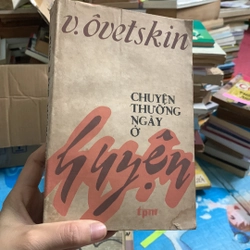 v. ôvetskin
CHUYỆN
THƯỜNG
NGÀY
Ở
huyện
tpm